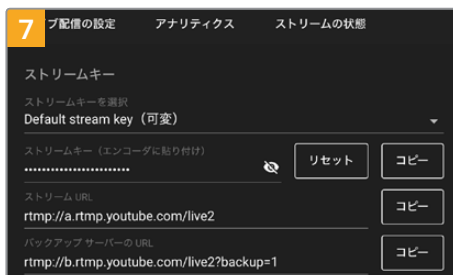 7
ブ配信の設定 アナリティクス ストリームの状態
ストリームキー
ストリームキーを選択
Default stream key（可変）
ストリームキー（エンコーダに貼り付け）
•••••••••••••••••••••••• リセット コピー
ストリーム URL
rtmp://a.rtmp.youtube.com/live2 コピー
バックアップ サーバーの URL
rtmp://b.rtmp.youtube.com/live2?backup=1 コピー